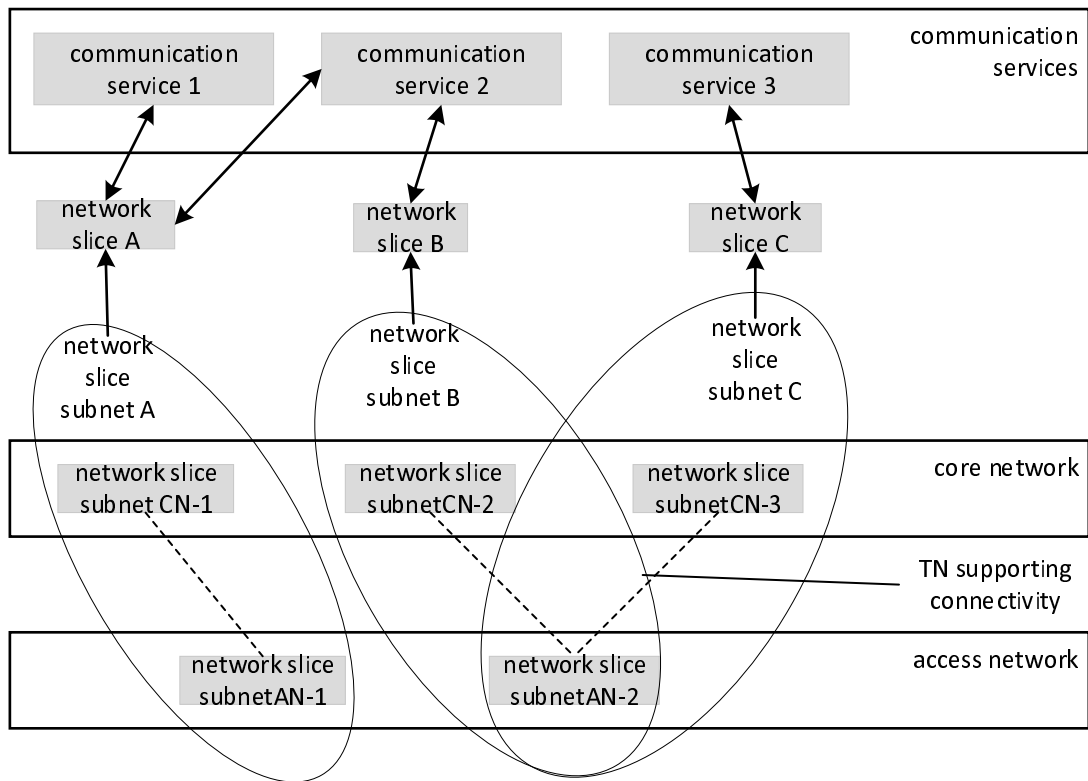 communication
service 1
communication
service 2
communication
service 3
communication
services
network
slice A
network
slice B
network
slice C
network
slice
subnet A
network
slice
subnet B
network
slice
subnet C
network slice
subnet CN-1
network slice
subnetCN-2
network slice
subnetCN-3
core network
TN supporting
connectivity
network slice
subnetAN-1
network slice
subnetAN-2
access network